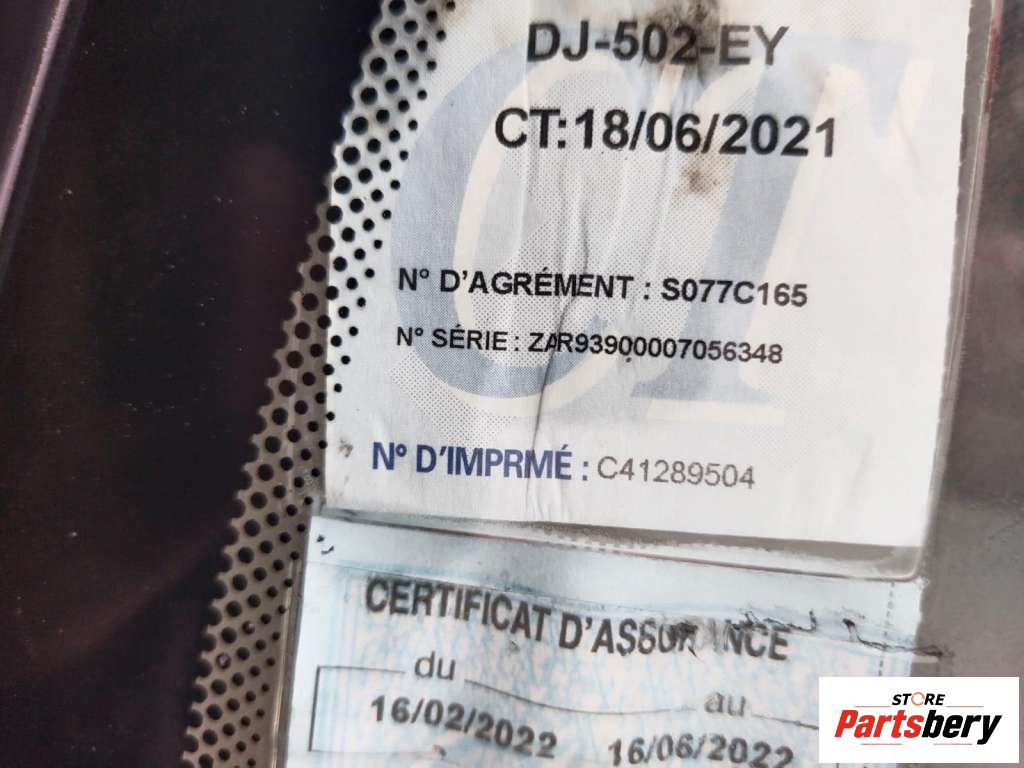 DJ-502-EY
CT:18/06/2021
N° D'AGRÉMENT : S077C165
N° SÉRIE : ZAR93900007056348
N° D'IMPRMÉ : C41289504
CERTIFICAT D'ASSURANCE
du
au
16/02/2022
16/06/2022
STORE
Partsbery